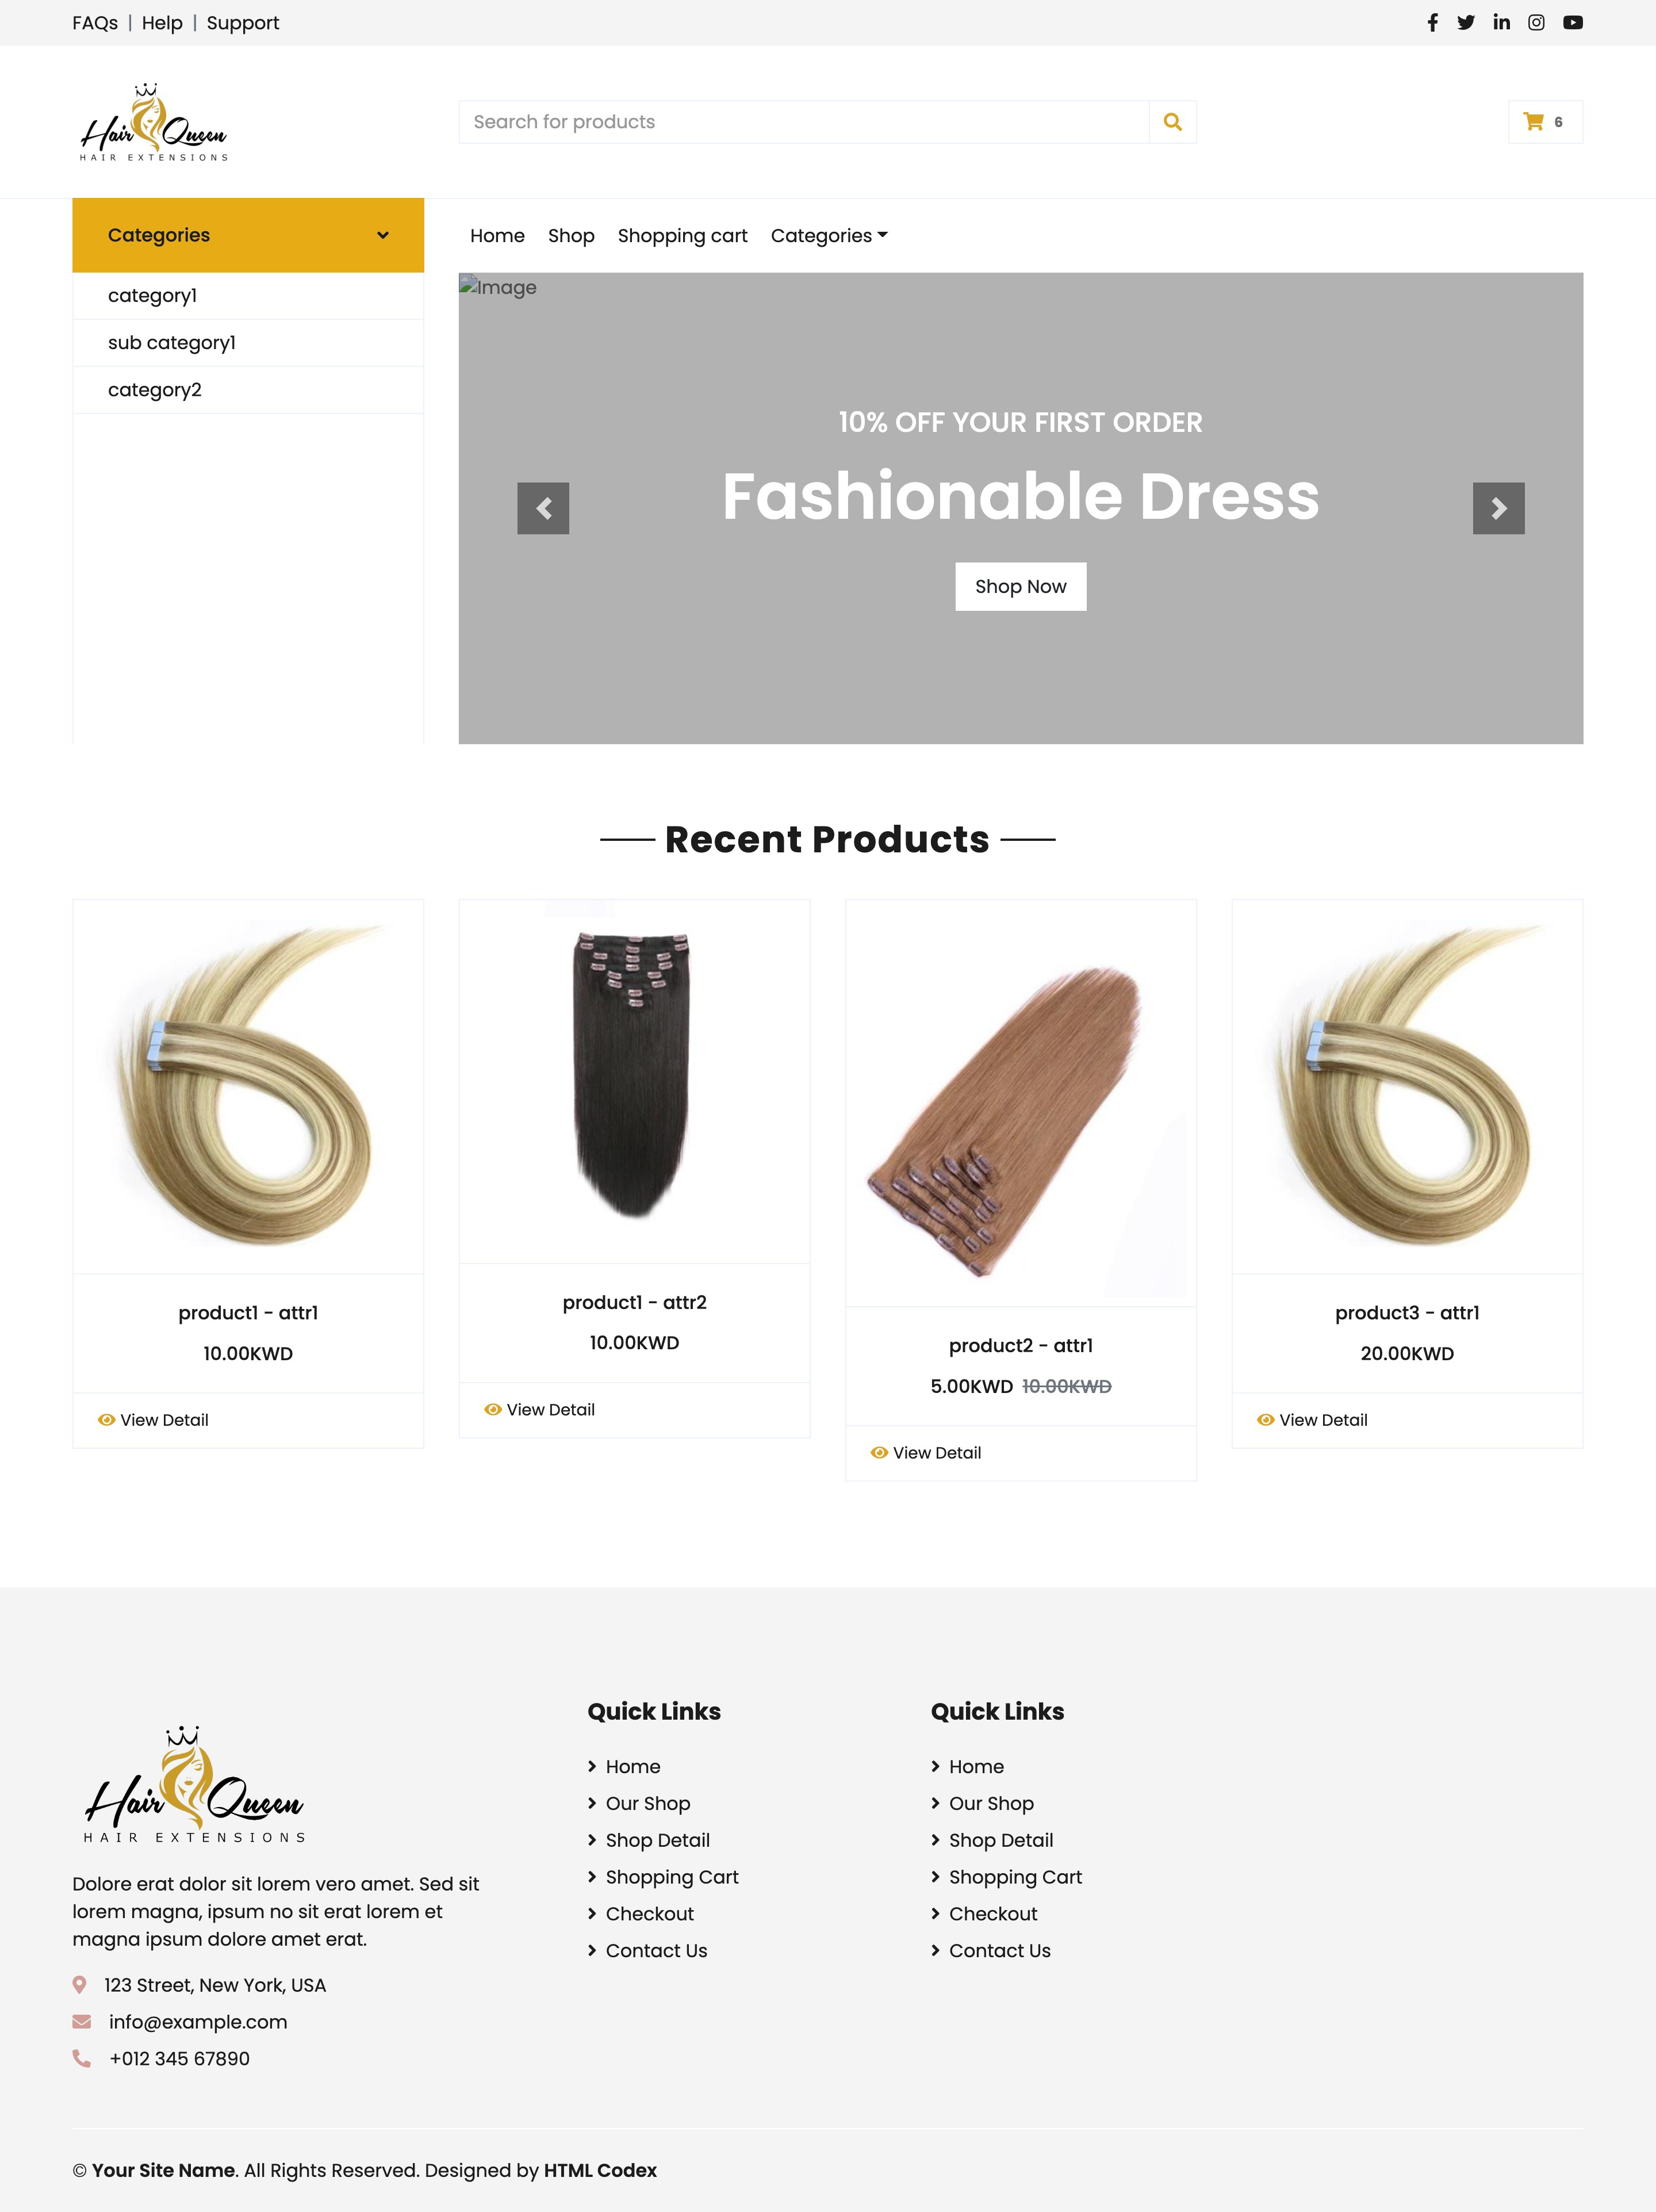 FAQs | Help | Support
Hair Queen
HAIR EXTENSIONS
Search for products
6
Categories
Home Shop Shopping cart Categories
category1
sub category1
category2
Image
10% OFF YOUR FIRST ORDER
Fashionable Dress
Shop Now
Recent Products
product1 - attr1
10.00KWD
View Detail
product1 - attr2
10.00KWD
View Detail
product2 - attr1
5.00KWD 10.00KWD
View Detail
product3 - attr1
20.00KWD
View Detail
Hair Queen
HAIR EXTENSIONS
Dolore erat dolor sit lorem vero amet. Sed sit
lorem magna, ipsum no sit erat lorem et
magna ipsum dolore amet erat.
123 Street, New York, USA
info@example.com
+012 345 67890
Quick Links
Home
Our Shop
Shop Detail
Shopping Cart
Checkout
Contact Us
Quick Links
Home
Our Shop
Shop Detail
Shopping Cart
Checkout
Contact Us
© Your Site Name. All Rights Reserved. Designed by HTML Codex